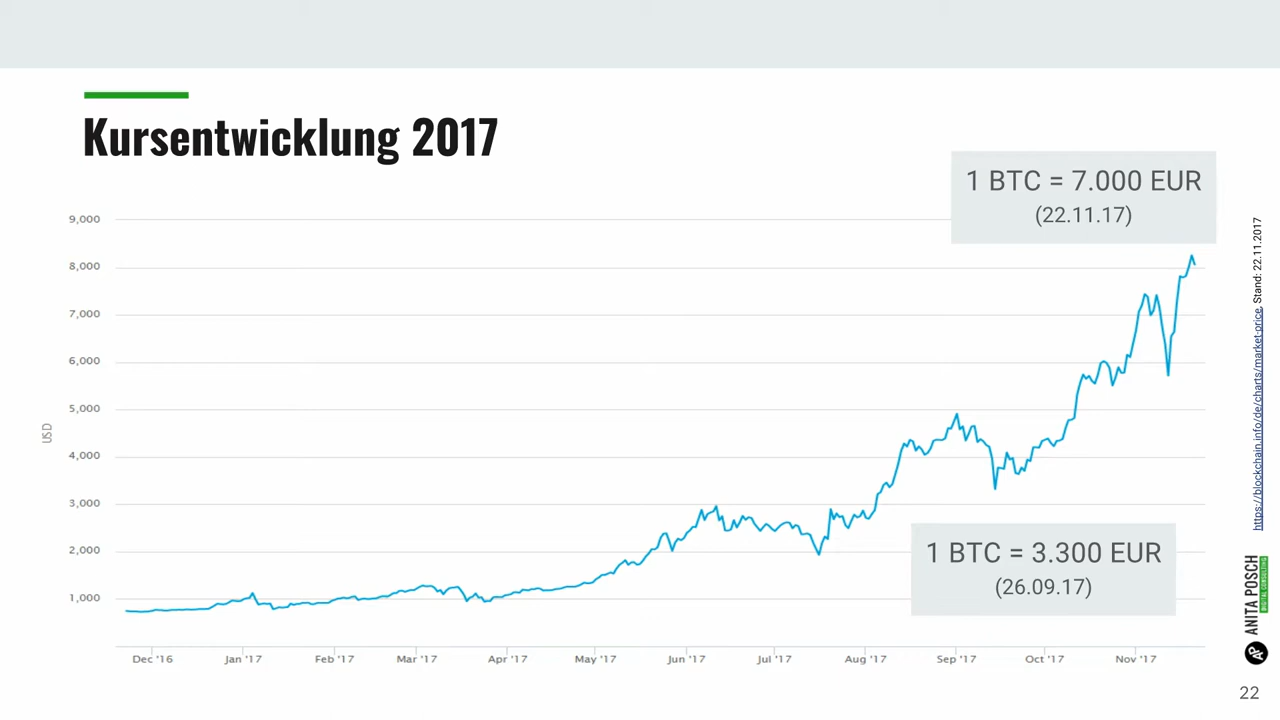 Kursentwicklung 2017
1 BTC = 7.000 EUR
(22.11.17)
9,000
8,000
7,000
6,000
5,000
4,000
3,000
2,000
1,000
USD
1 BTC = 3.300 EUR
(26.09.17)
Dec '16
Jan '17
Feb '17
Mar '17
Apr '17
May '17
Jun '17
Jul '17
Aug '17
Sep '17
Oct '17
Nov '17
https://blockchain.info/de/charts/market-price, Stand: 22.11.2017
AP
ANITA POSCH
DIGITAL CONSULTING
22